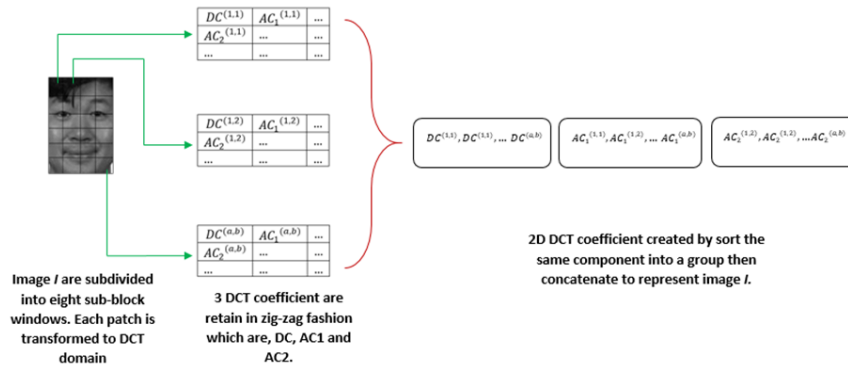 DC^(1,1) AC₁^(1,1) ...
AC₂^(1,1) ...
... ...
DC^(1,2) AC₁^(1,2) ...
AC₂^(1,2) ...
... ...
DC^(1,1), DC^(1,1), ... DC^(a,b)
AC₁^(1,1), AC₁^(1,2), ... AC₁^(a,b)
AC₂^(1,2), AC₂^(1,2), ...AC₂^(a,b)
DC^(a,b) AC₁^(a,b) ...
AC₂^(a,b) ...
... ...
Image I are subdivided
into eight sub-block
windows. Each patch is
transformed to DCT
domain
3 DCT coefficient are
retain in zig-zag fashion
which are, DC, AC1 and
AC2.
2D DCT coefficient created by sort the
same component into a group then
concatenate to represent image I.